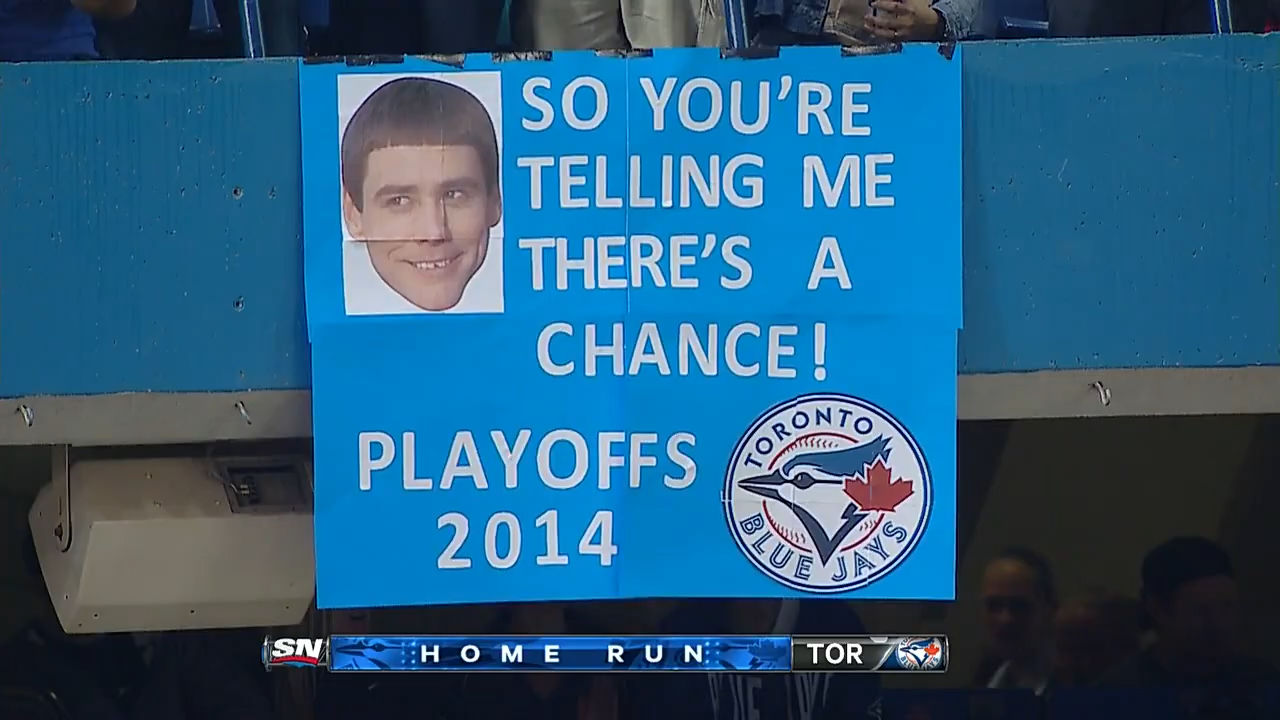 SO YOU'RE
TELLING ME
THERE'S A
CHANCE!
PLAYOFFS
2014
TORONTO
BLUE JAYS
SN HOME RUN TOR